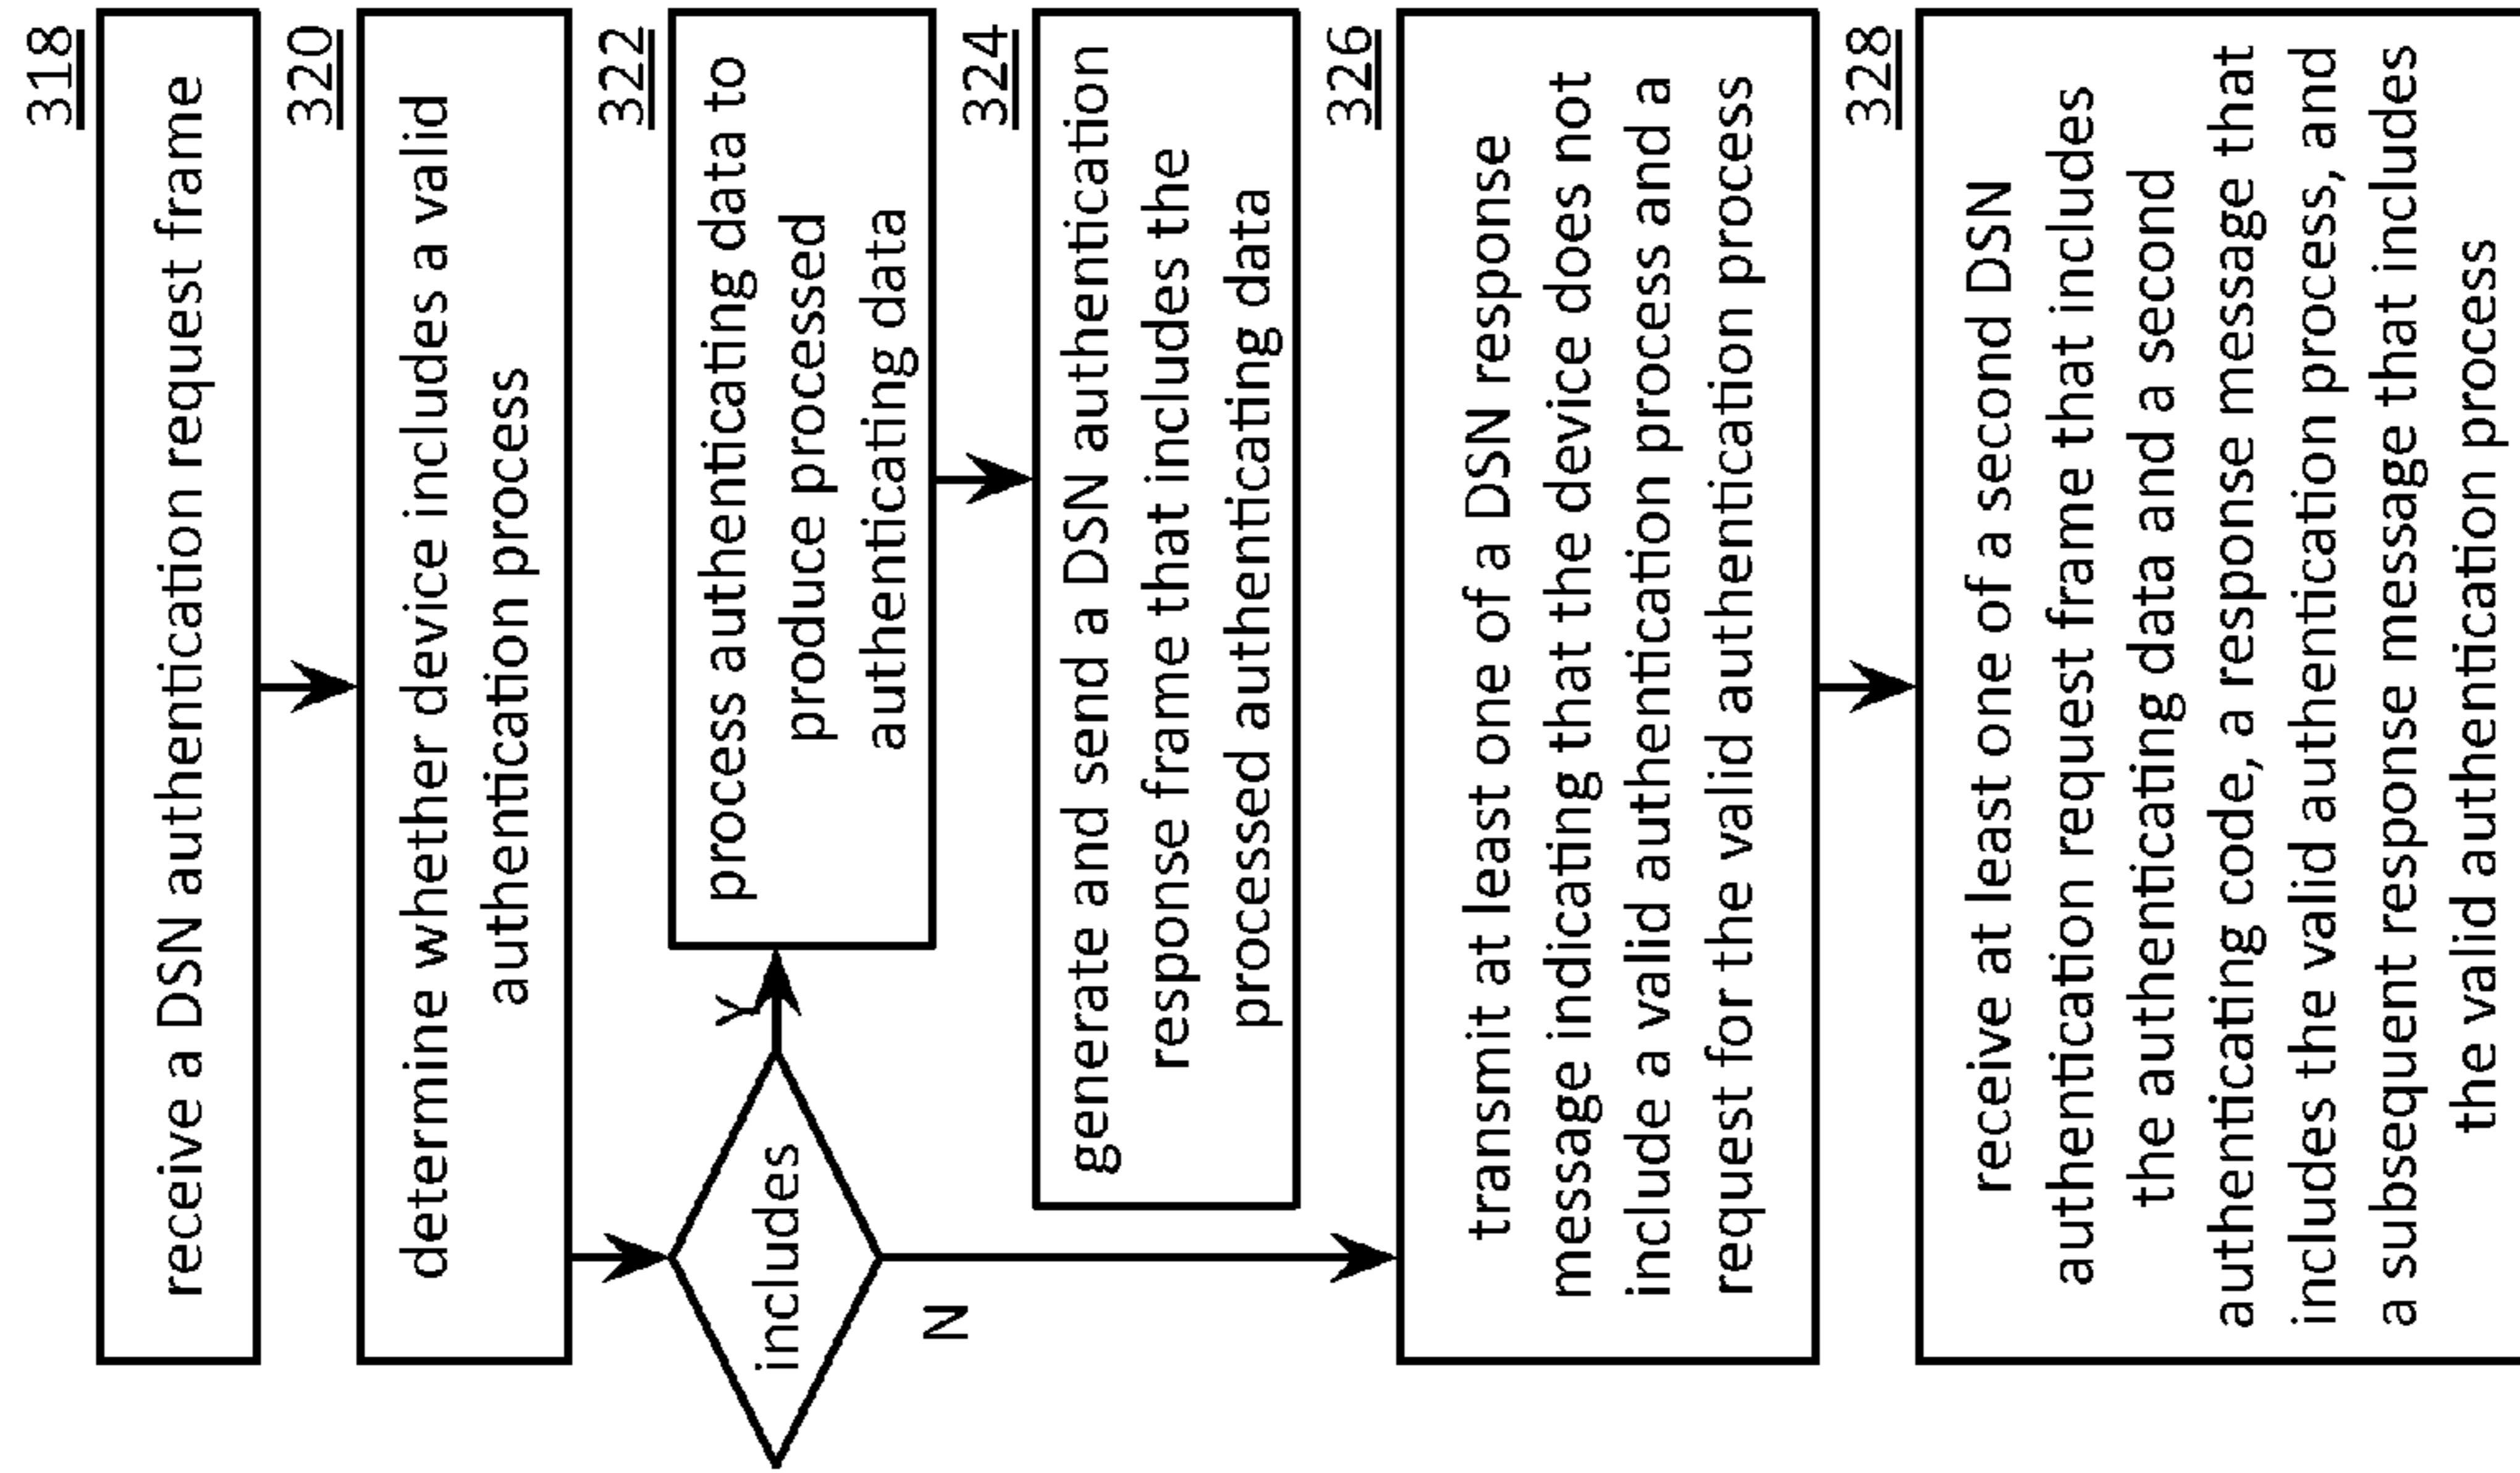 318
receive a DSN authentication request frame
320
determine whether device includes a valid
authentication process
includes
Y
N
322
process authenticating data to
produce processed
authenticating data
324
generate and send a DSN authentication
response frame that includes the
processed authenticating data
326
transmit at least one of a DSN response
message indicating that the device does not
include a valid authentication process and a
request for the valid authentication process
328
receive at least one of a second DSN
authentication request frame that includes
the authenticating data and a second
authenticating code, a response message that
includes the valid authentication process, and
a subsequent response message that includes
the valid authentication process